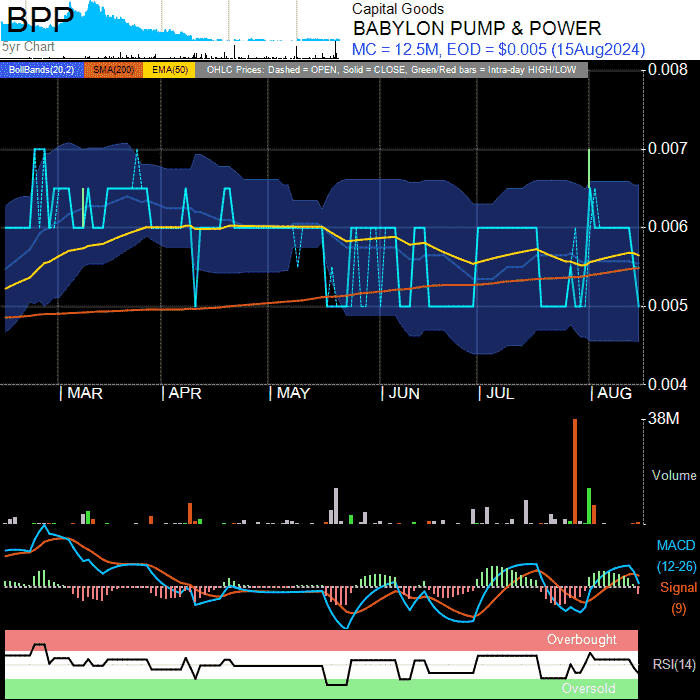 BPP
5yr Chart
Capital Goods
BABYLON PUMP & POWER
MC = 12.5M, EOD = $0.005 (15Aug2024)
BollBands(20,2) SMA(200) EMA(50) OHLC Prices: Dashed = OPEN, Solid = CLOSE, Green/Red bars = Intra-day HIGH/LOW
0.008
0.007
0.006
0.005
0.004
MAR APR MAY JUN JUL AUG
38M
Volume
MACD
(12-26)
Signal
(9)
Overbought
RSI(14)
Oversold